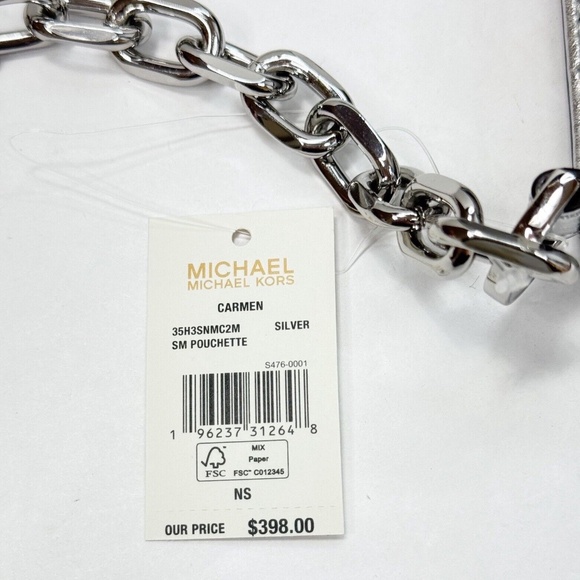 MICHAEL
MICHAEL KORS
CARMEN
35H3SNMC2M SILVER
SM POUCHETTE
S476-0001
1 96237 31264 8
FSC
MIX
Paper
FSC™ C012345
NS
OUR PRICE $398.00